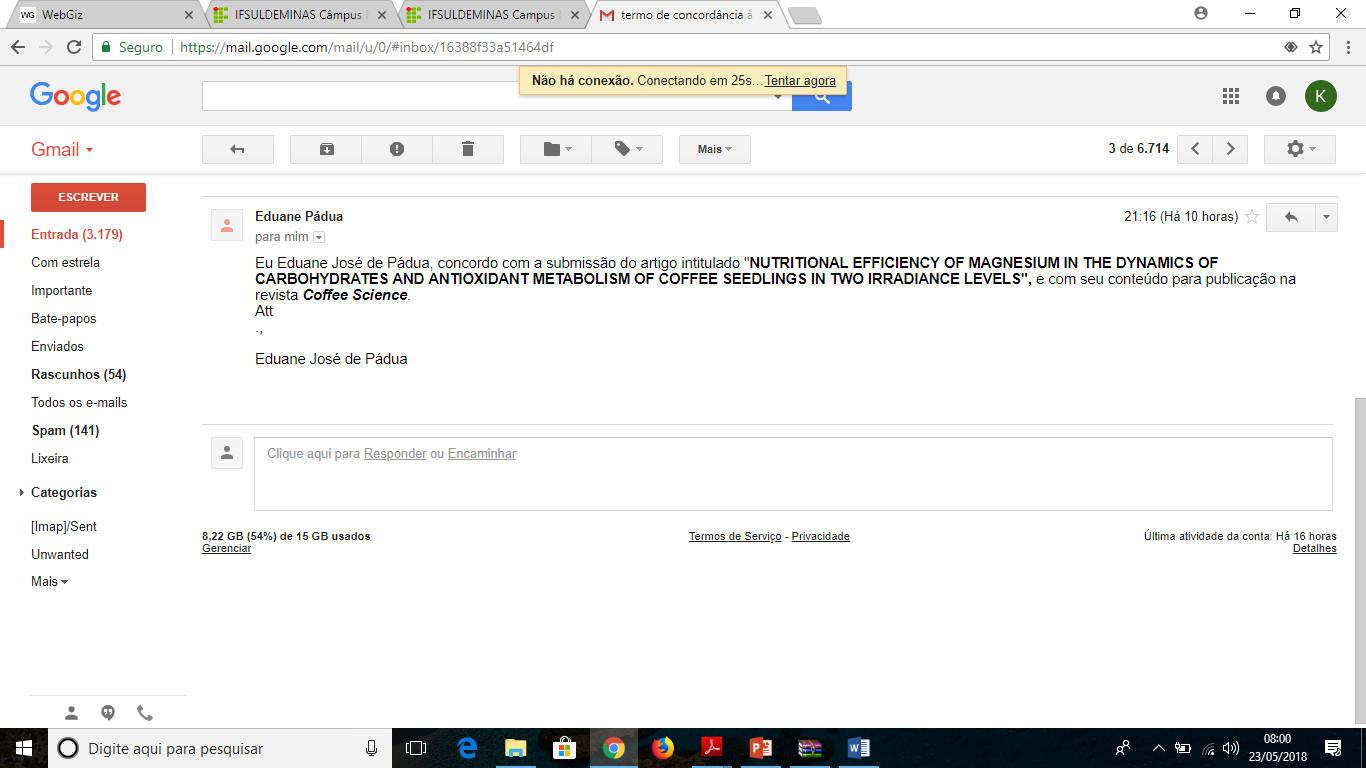 WG WebGiz
IFSULDEMINAS Câmpus
IFSULDEMINAS Campus
termo de concordância à
Seguro https://mail.google.com/mail/u/0/#inbox/16388f33a51464df
Não há conexão. Conectando em 25s... Tentar agora
Google
K
Gmail
Mais
3 de 6.714
ESCREVER
Entrada (3.179)
Com estrela
Importante
Bate-papos
Enviados
Rascunhos (54)
Todos os e-mails
Spam (141)
Lixeira
Categorias
[Imap]/Sent
Unwanted
Mais
Eduane Pádua
21:16 (Há 10 horas)
para mim
Eu Eduane José de Pádua, concordo com a submissão do artigo intitulado "NUTRITIONAL EFFICIENCY OF MAGNESIUM IN THE DYNAMICS OF
CARBOHYDRATES AND ANTIOXIDANT METABOLISM OF COFFEE SEEDLINGS IN TWO IRRADIANCE LEVELS", e com seu conteúdo para publicação na
revista Coffee Science.
Att
.,
Eduane José de Pádua
Clique aqui para Responder ou Encaminhar
8,22 GB (54%) de 15 GB usados
Gerenciar
Termos de Serviço - Privacidade
Última atividade da conta: Há 16 horas
Detalhes
Digite aqui para pesquisar
08:00
23/05/2018